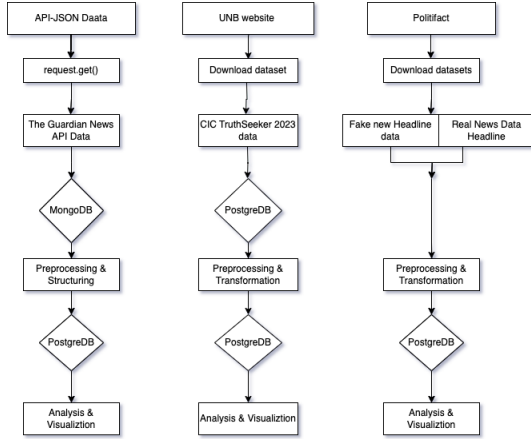 API-JSON Daata
request.get()
The Guardian News
API Data
MongoDB
Preprocessing &
Structuring
PostgreDB
Analysis &
Visualiztion
UNB website
Download dataset
CIC TruthSeeker 2023
data
PostgreDB
Preprocessing &
Transformation
PostgreDB
Analysis & Visualiztion
Politifact
Download datasets
Fake new Headline
data
Real News Data
Headline
Preprocessing &
Transformation
PostgreDB
Analysis &
Visualiztion